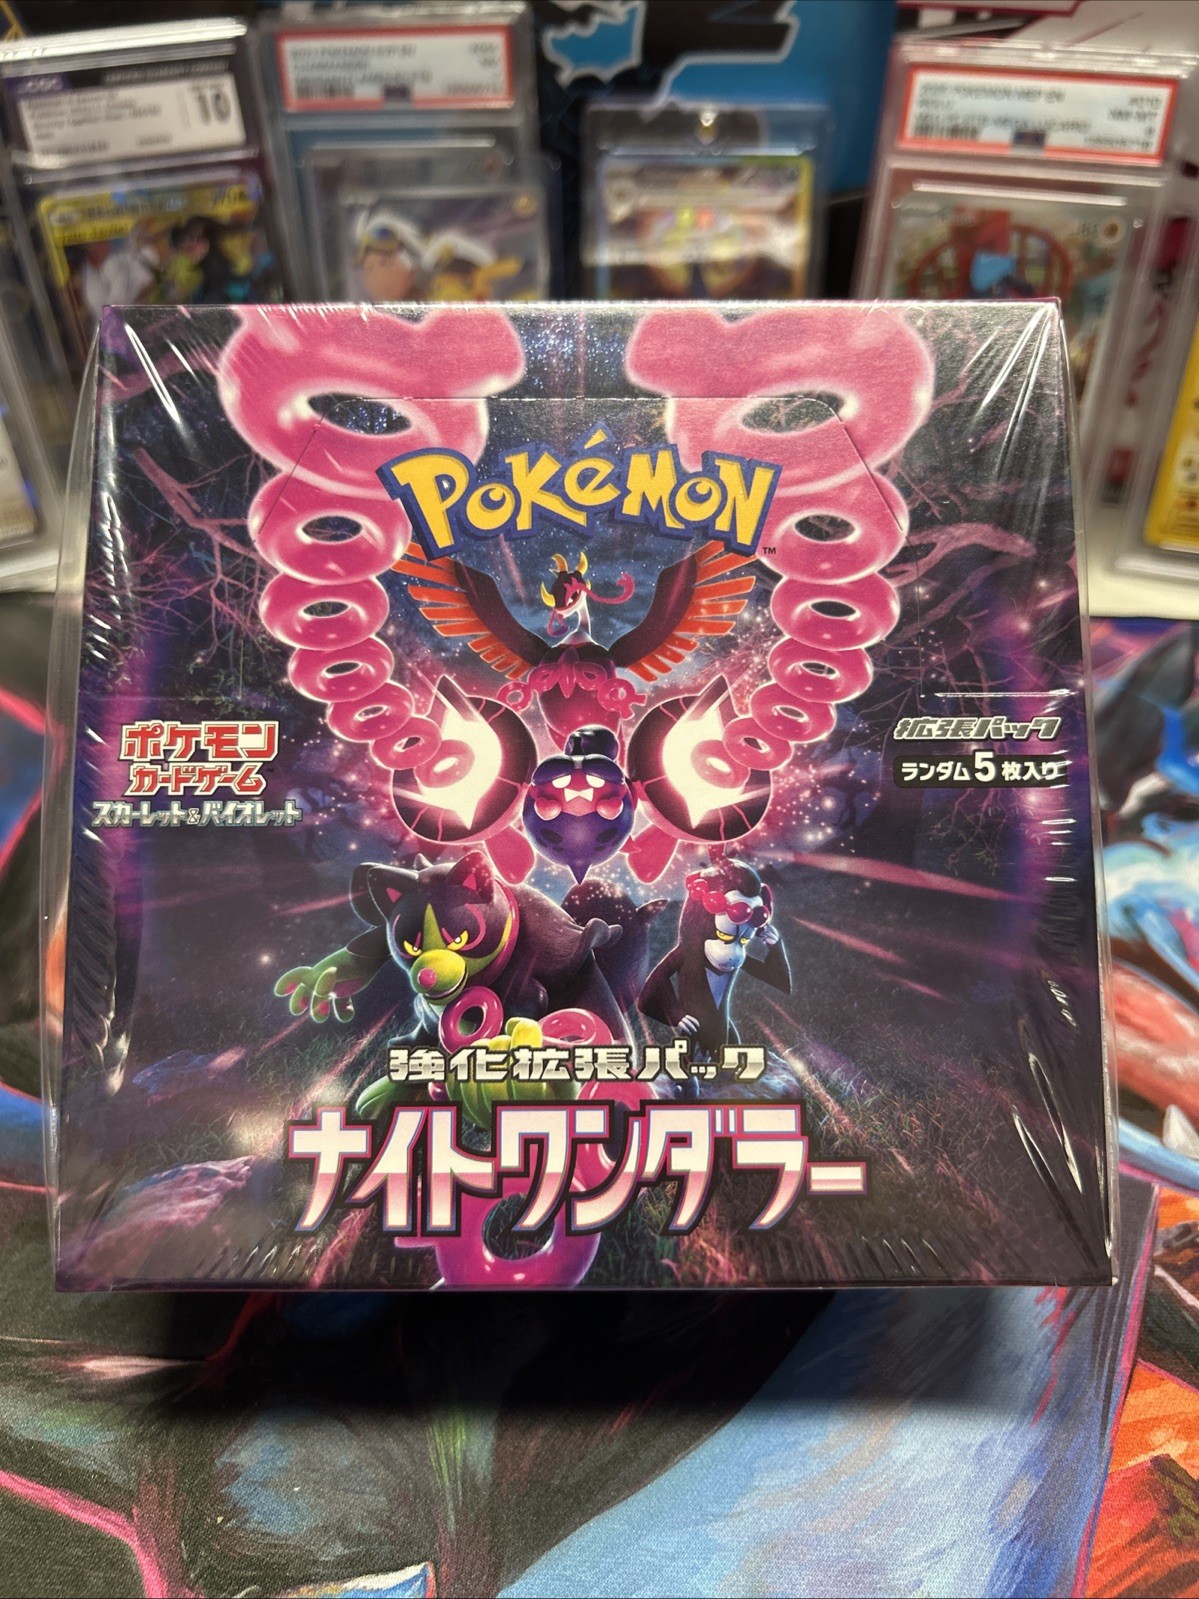 10
POKÉMON
TM
ポケモン
カードゲーム
スカーレット&バイオレット
拡張パック
ランダム5枚入り
強化拡張パック
ナイトワンダラー